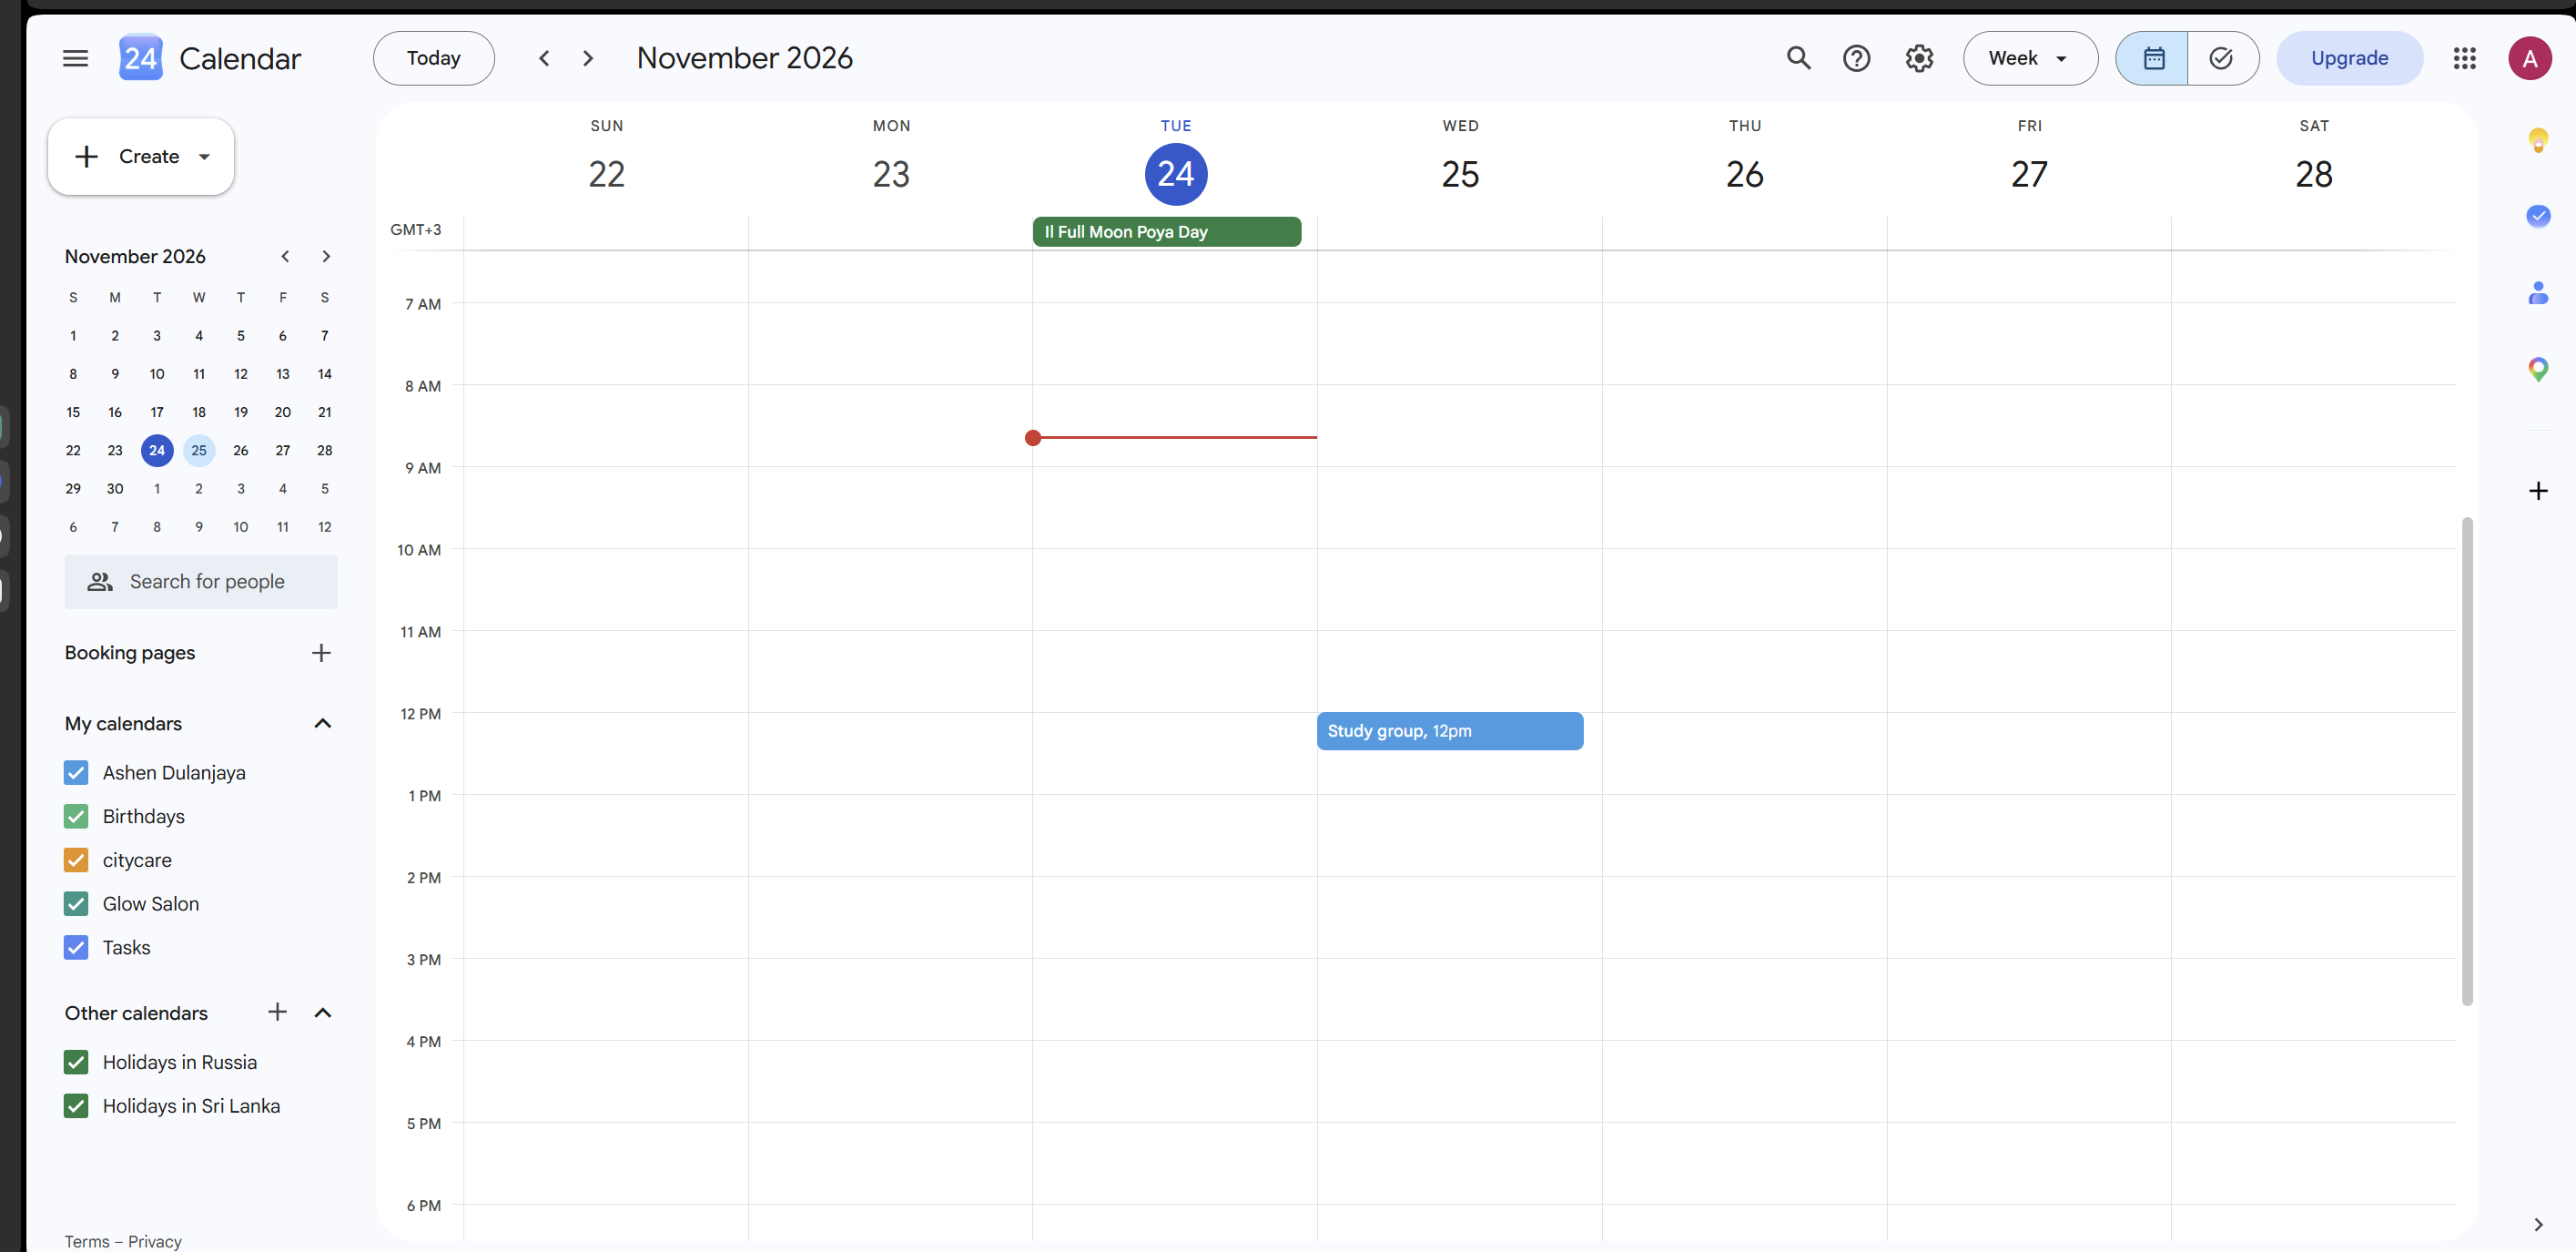 24 Calendar
Today
November 2026
Week
Upgrade
A
Create
November 2026
S M T W T F S
1 2 3 4 5 6 7
8 9 10 11 12 13 14
15 16 17 18 19 20 21
22 23 24 25 26 27 28
29 30 1 2 3 4 5
6 7 8 9 10 11 12
Search for people
Booking pages
My calendars
Ashen Dulanjaya
Birthdays
citycare
Glow Salon
Tasks
Other calendars
Holidays in Russia
Holidays in Sri Lanka
Terms – Privacy
SUN MON TUE WED THU FRI SAT
22 23 24 25 26 27 28
GMT+3
Il Full Moon Poya Day
7 AM
8 AM
9 AM
10 AM
11 AM
12 PM
Study group, 12pm
1 PM
2 PM
3 PM
4 PM
5 PM
6 PM